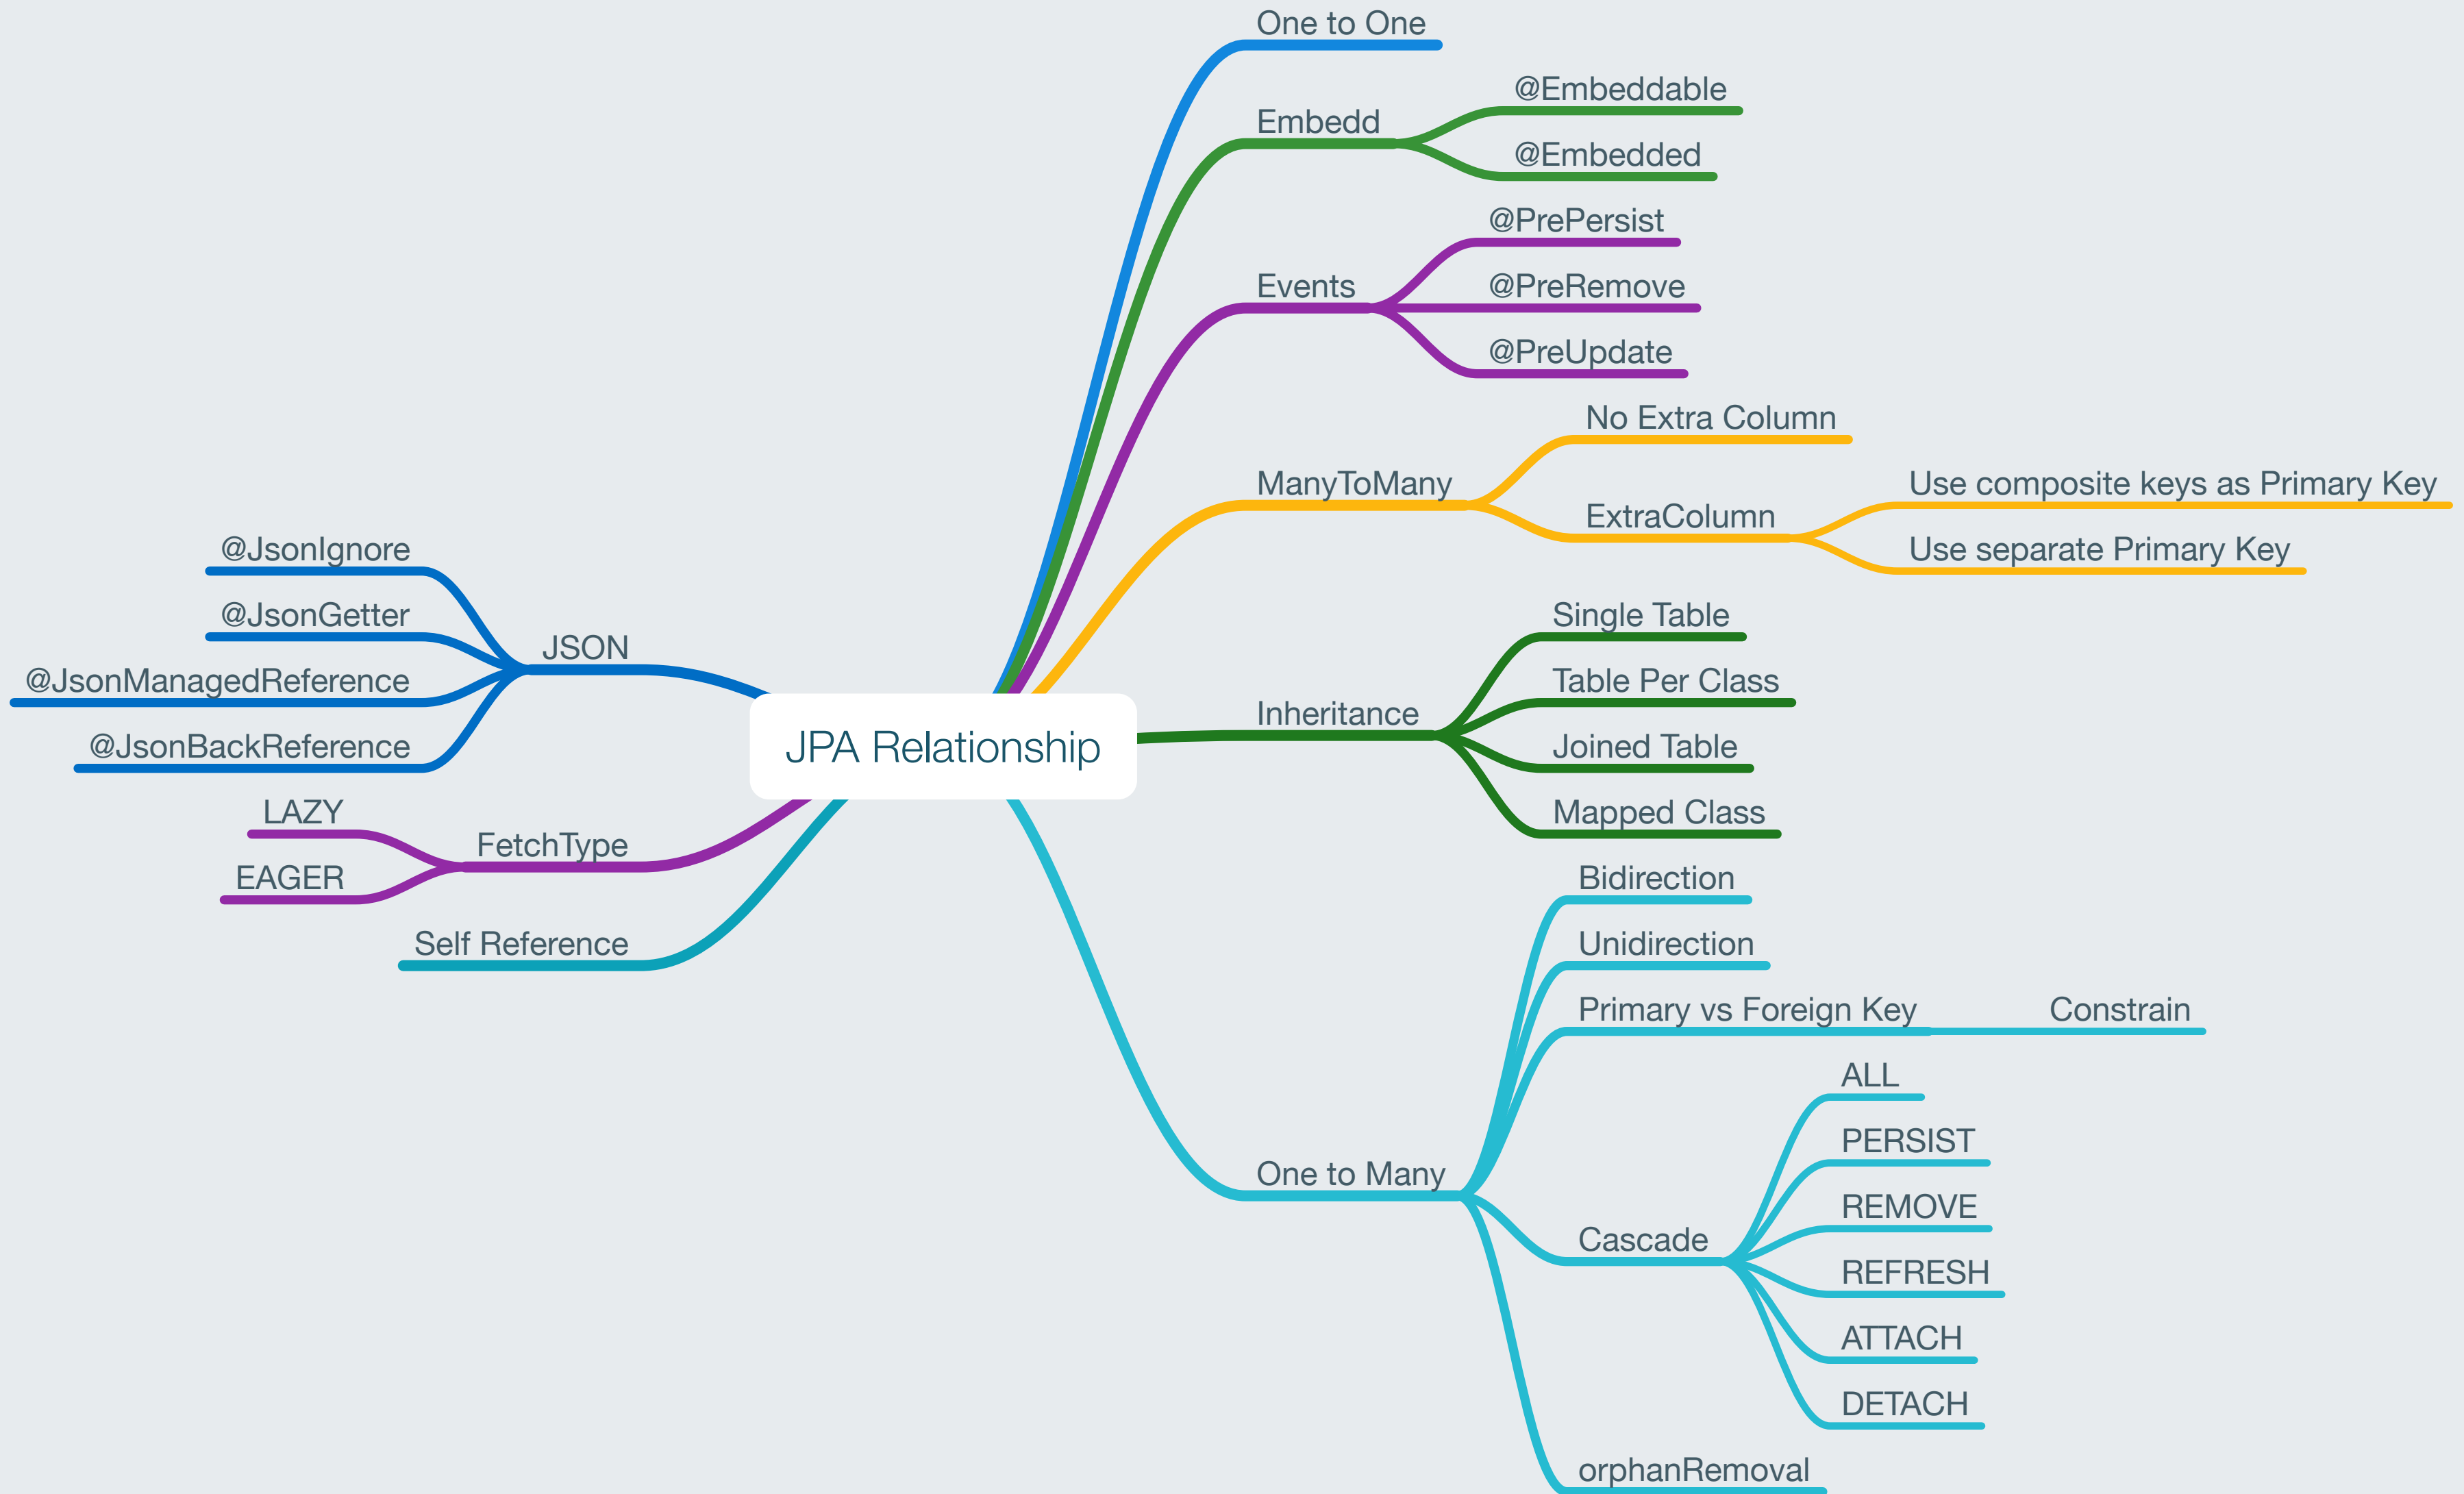 One to One
Embedd
@Embeddable
@Embedded
Events
@PrePersist
@PreRemove
@PreUpdate
ManyToMany
No Extra Column
ExtraColumn
Use composite keys as Primary Key
Use separate Primary Key
Inheritance
Single Table
Table Per Class
Joined Table
Mapped Class
One to Many
Bidirection
Unidirection
Primary vs Foreign Key
Constrain
Cascade
ALL
PERSIST
REMOVE
REFRESH
ATTACH
DETACH
orphanRemoval
JPA Relationship
JSON
@JsonIgnore
@JsonGetter
@JsonManagedReference
@JsonBackReference
FetchType
LAZY
EAGER
Self Reference